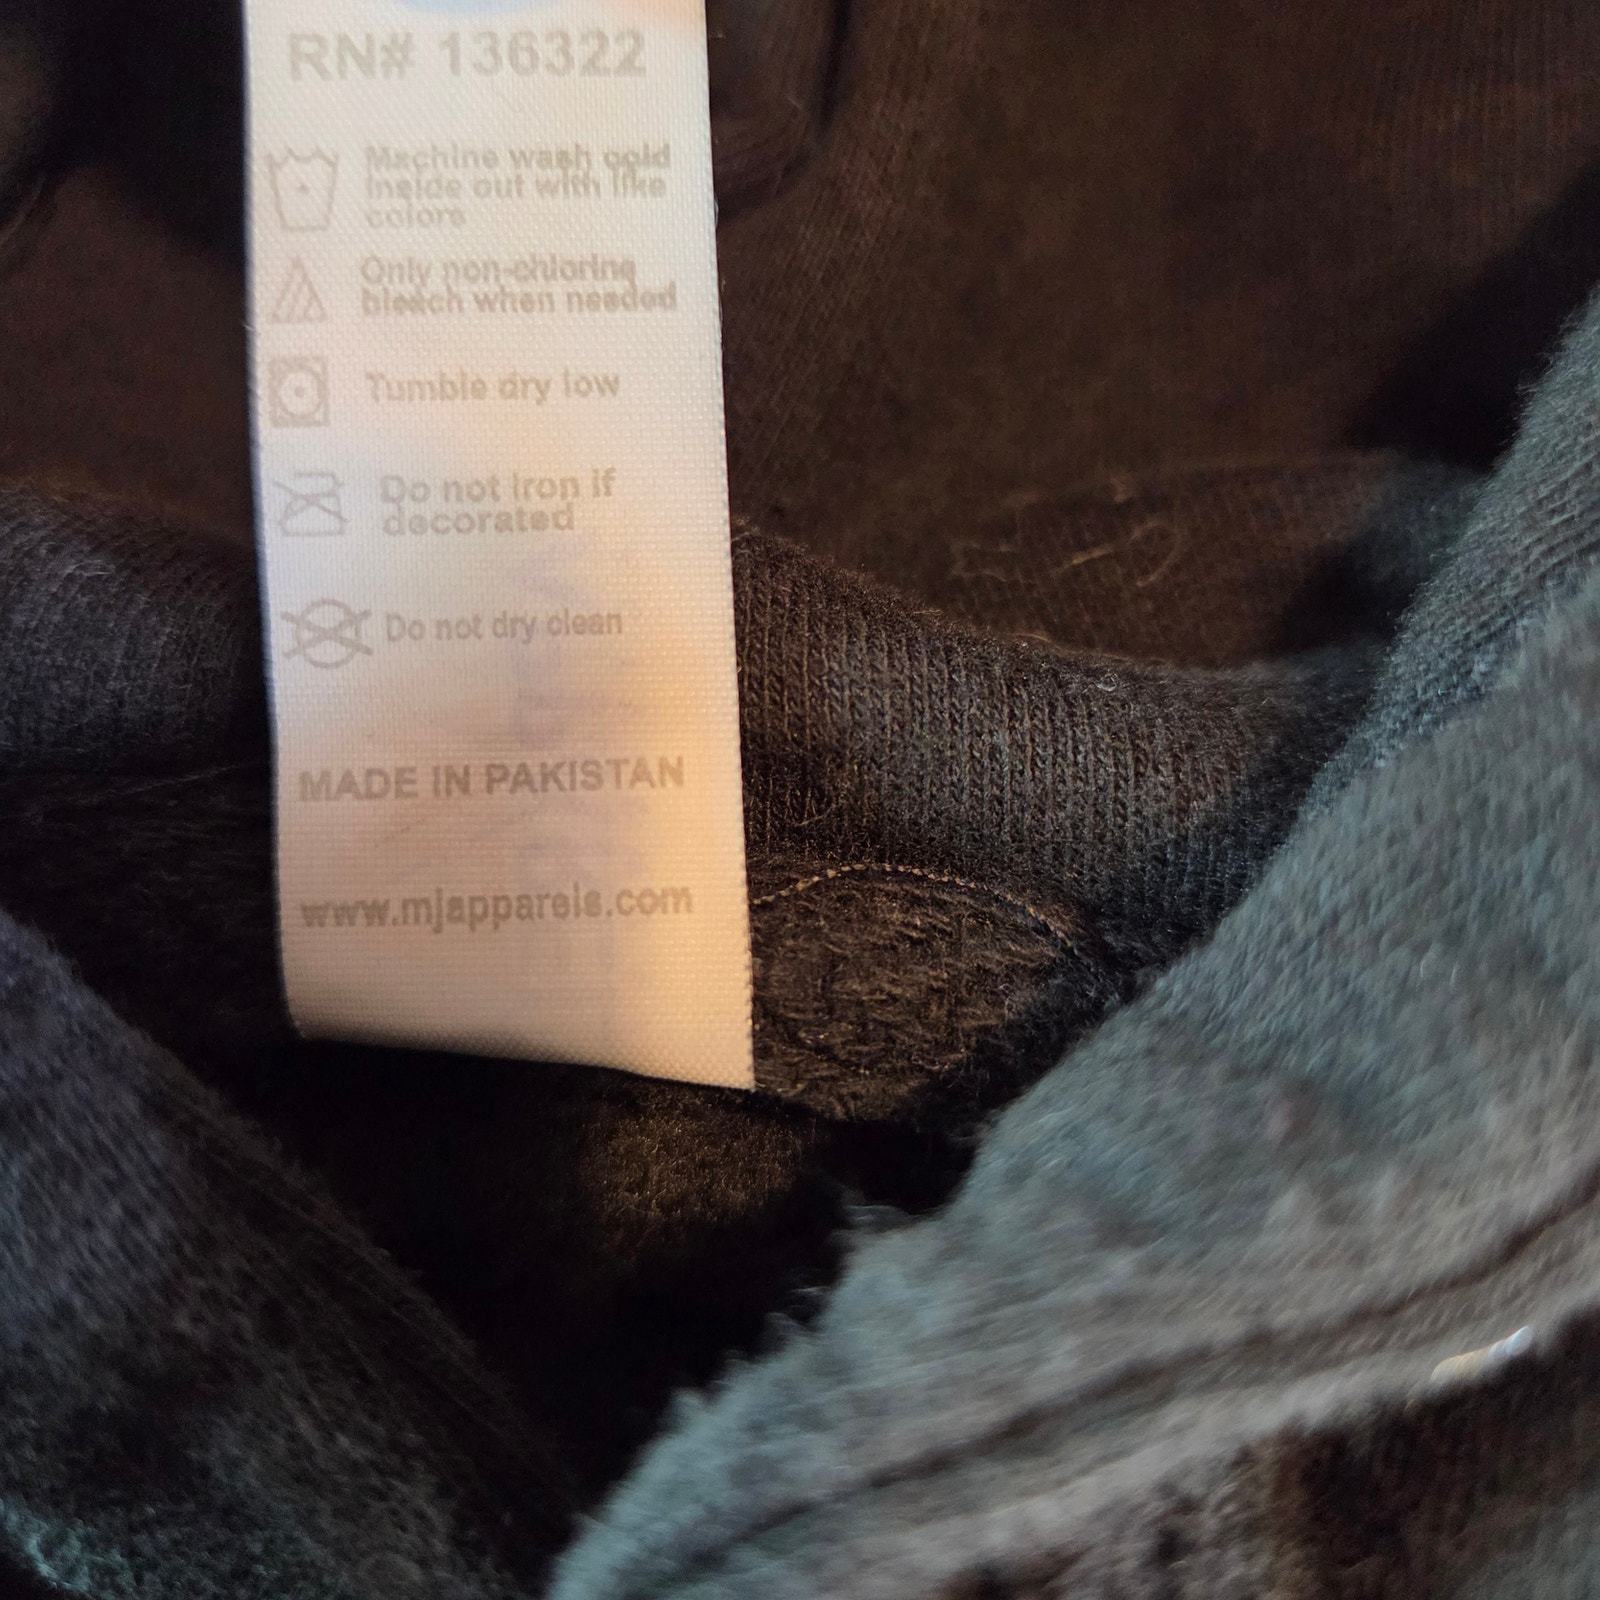 RN# 136322
Machine wash cold
inside out with like
colors
Only non-chlorine
bleach when needed
Tumble dry low
Do not iron if
decorated
Do not dry clean
MADE IN PAKISTAN
www.mjapparels.com